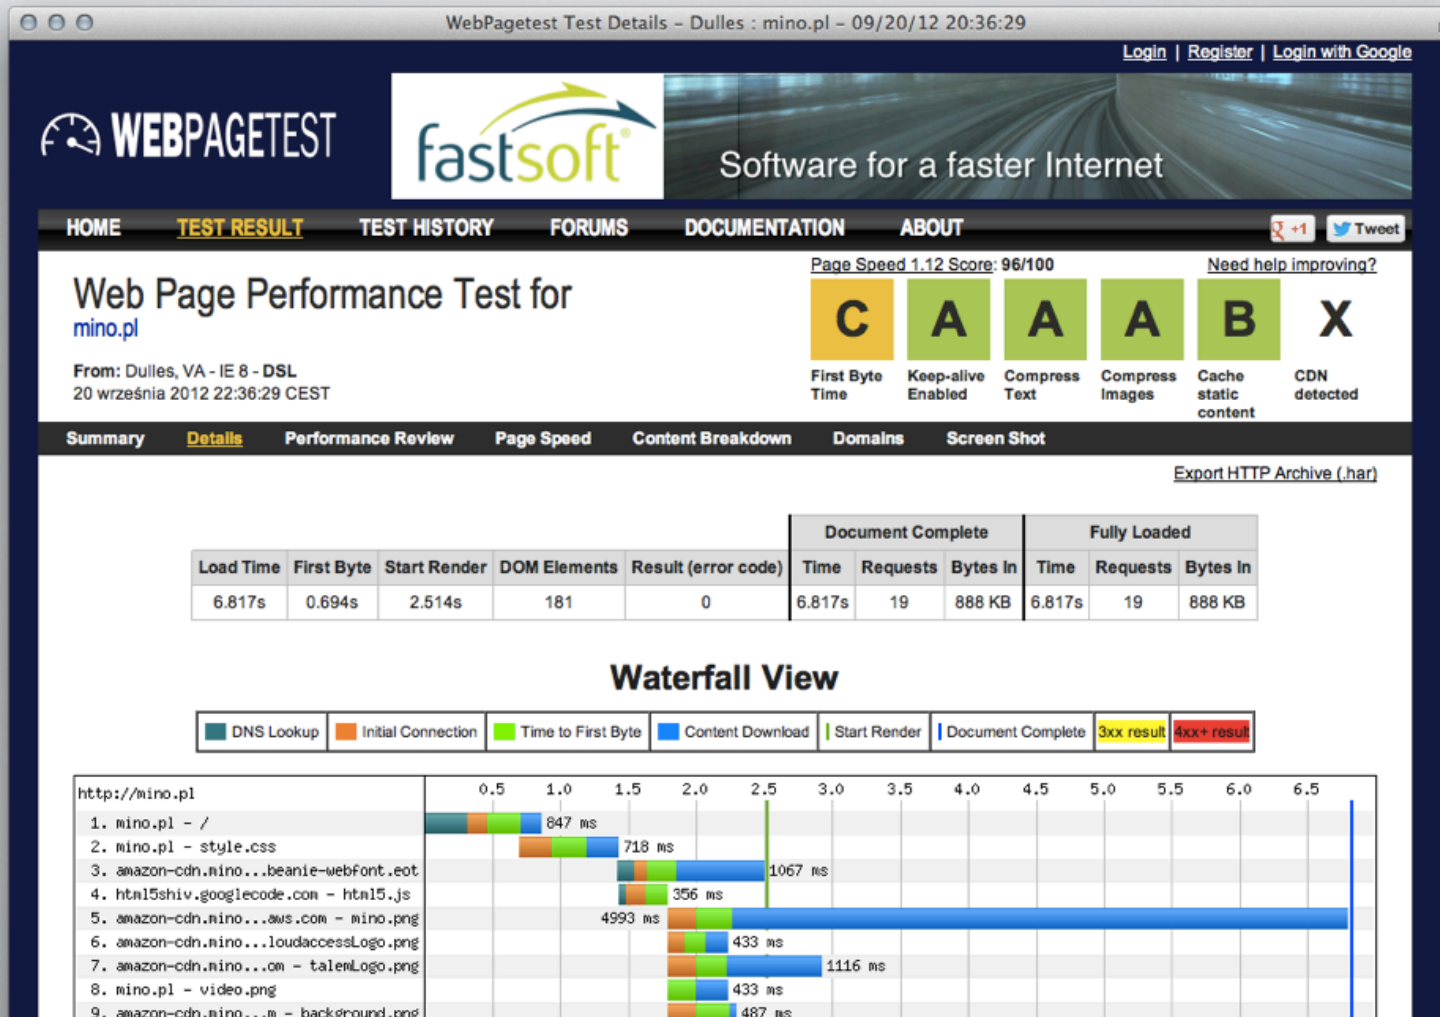 WebPagetest Test Details – Dulles : mino.pl – 09/20/12 20:36:29
Login | Register | Login with Google
WEBPAGETEST
fastsoft®
Software for a faster Internet
HOME TEST RESULT TEST HISTORY FORUMS DOCUMENTATION ABOUT
+1 Tweet
Web Page Performance Test for
mino.pl
From: Dulles, VA - IE 8 - DSL
20 września 2012 22:36:29 CEST
Page Speed 1.12 Score: 96/100 Need help improving?
C A A A B X
First Byte Time
Keep-alive Enabled
Compress Text
Compress Images
Cache static content
CDN detected
Summary Details Performance Review Page Speed Content Breakdown Domains Screen Shot
Export HTTP Archive (.har)
Document Complete Fully Loaded
Load Time First Byte Start Render DOM Elements Result (error code) Time Requests Bytes In Time Requests Bytes In
6.817s 0.694s 2.514s 181 0 6.817s 19 888 KB 6.817s 19 888 KB
Waterfall View
DNS Lookup Initial Connection Time to First Byte Content Download Start Render Document Complete 3xx result 4xx+ result
http://mino.pl 0.5 1.0 1.5 2.0 2.5 3.0 3.5 4.0 4.5 5.0 5.5 6.0 6.5
1. mino.pl - / 847 ms
2. mino.pl - style.css 718 ms
3. amazon-cdn.mino...beanie-webfont.eot 1067 ms
4. html5shiv.googlecode.com - html5.js 356 ms
5. amazon-cdn.mino...aws.com - mino.png 4993 ms
6. amazon-cdn.mino...loudaccessLogo.png 433 ms
7. amazon-cdn.mino...om - talemLogo.png 1116 ms
8. mino.pl - video.png 433 ms
9. amazon-cdn.mino...m - background.png 487 ms